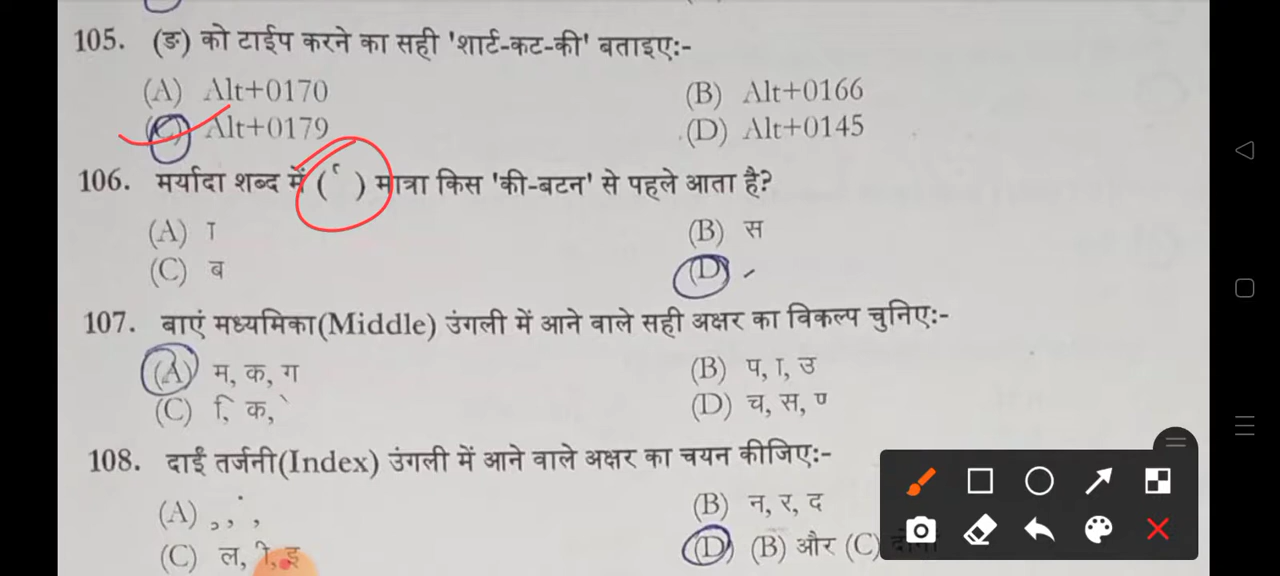 105. (ङ) को टाईप करने का सही 'शार्ट-कट-की' बताइए:-
(A) Alt+0170 (B) Alt+0166
(C) Alt+0179 (D) Alt+0145
106. मर्यादा शब्द में ( र्  ) मात्रा किस 'की-बटन' से पहले आता है?
(A) ा (B) स
(C) ब (D)
107. बाएं मध्यमिका(Middle) उंगली में आने वाले सही अक्षर का विकल्प चुनिए:-
(A) म, क, ग (B) प, ा, उ
(C) ि, क, े (D) च, स, ण
108. दाईं तर्जनी(Index) उंगली में आने वाले अक्षर का चयन कीजिए:-
(A) (B) न, र, द
(C) ल, ी, इ (D) (B) और (C)